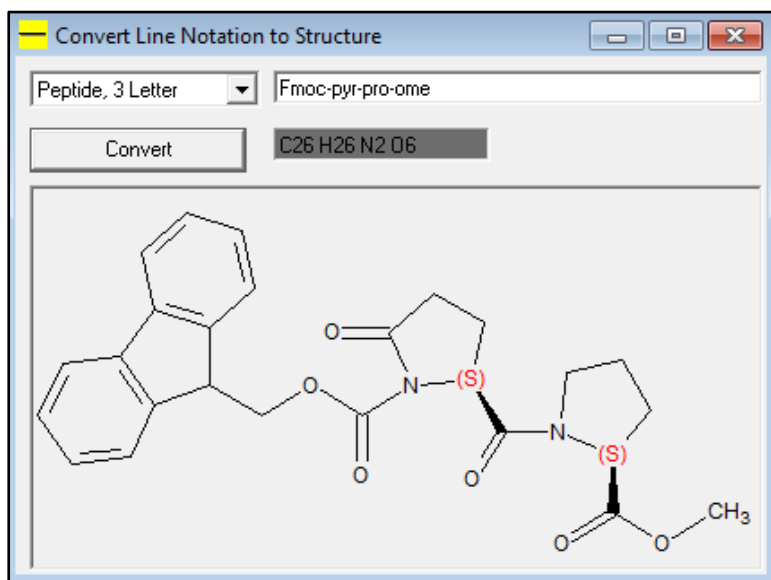 Convert Line Notation to Structure
Peptide, 3 Letter Fmoc-pyr-pro-ome
Convert C26 H26 N2 O6
O
N (S)
O
O N
(S)
O
CH3
O O